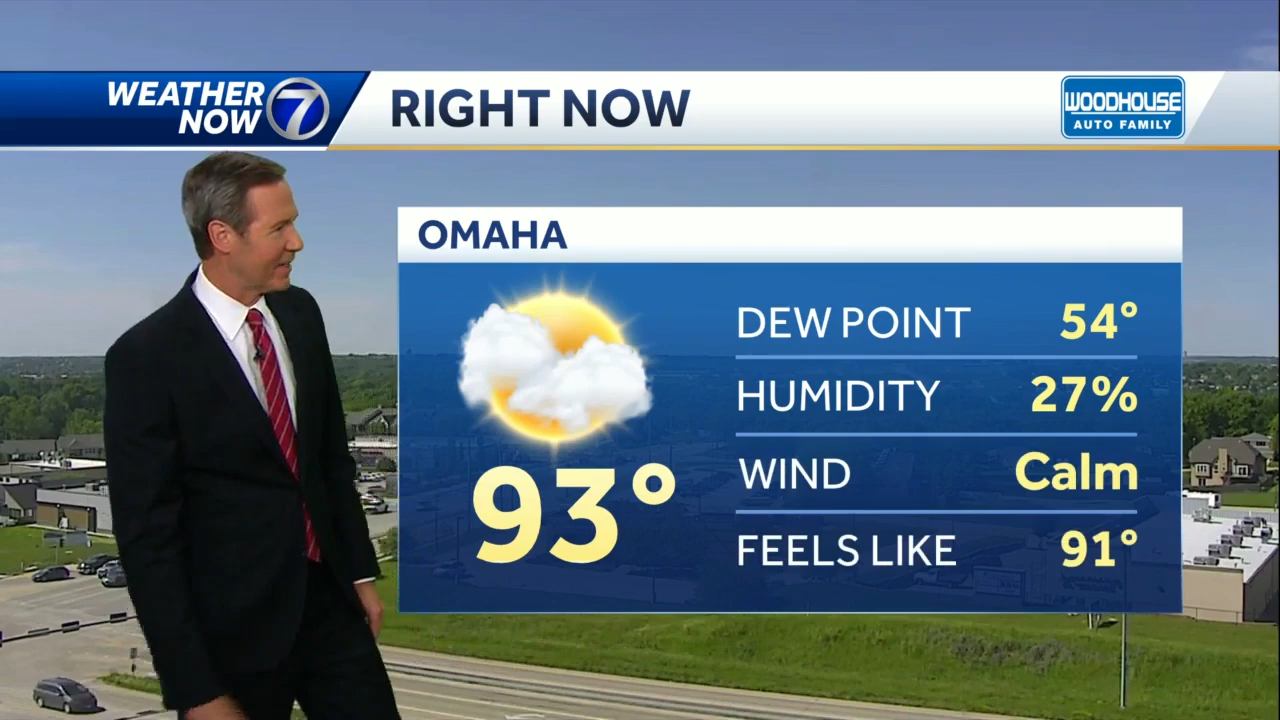 WEATHER
NOW 7
RIGHT NOW
WOODHOUSE
AUTO FAMILY
OMAHA
93°
DEW POINT 54°
HUMIDITY 27%
WIND Calm
FEELS LIKE 91°